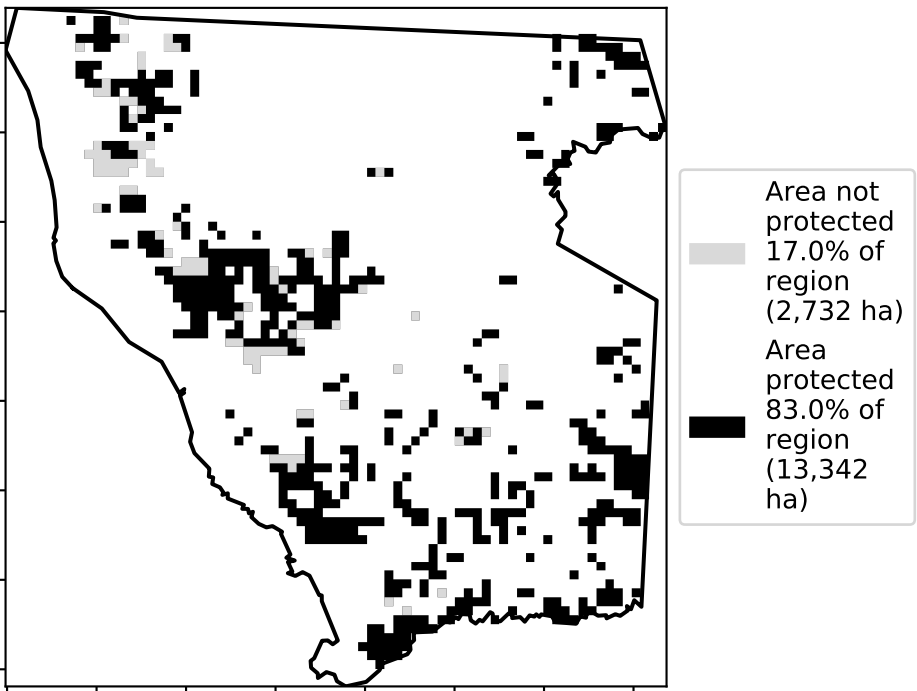 Area not
protected
17.0% of
region
(2,732 ha)
Area
protected
83.0% of
region
(13,342
ha)